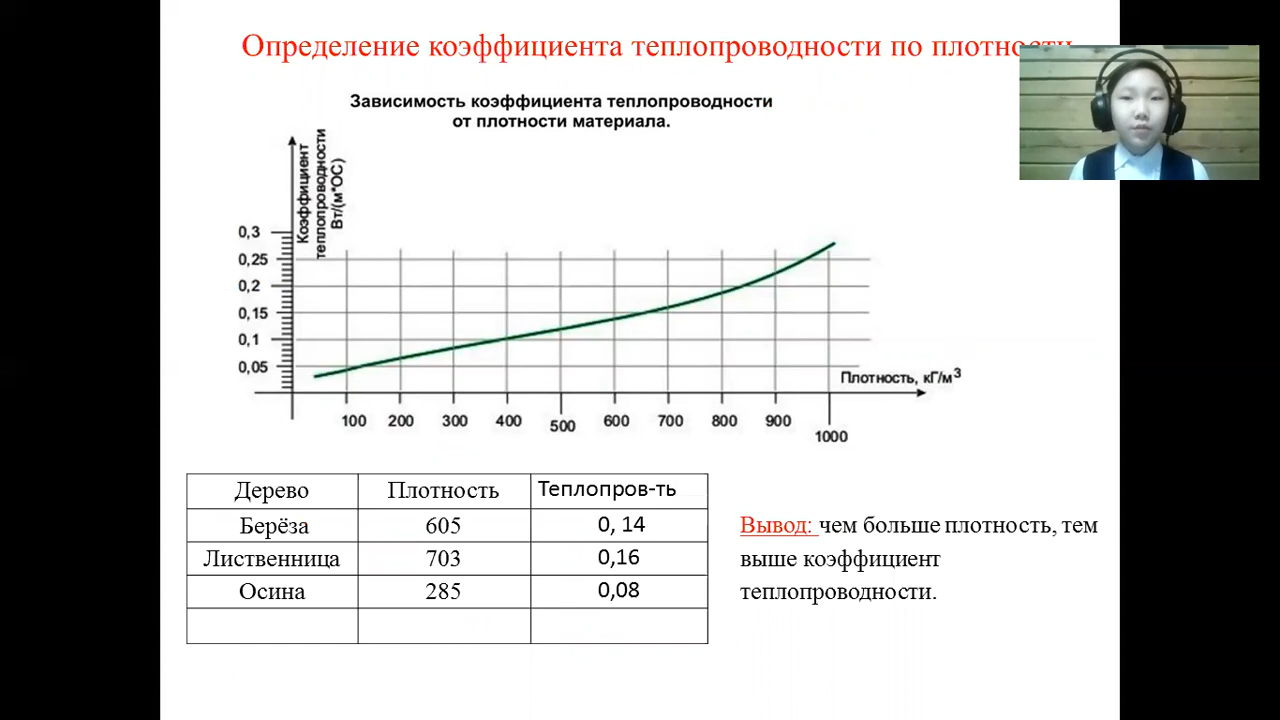 Определение коэффициента теплопроводности по плотности
Зависимость коэффициента теплопроводности
от плотности материала.
Коэффициент
теплопроводности
Вт/(м*ОС)
0,3
0,25
0,2
0,15
0,1
0,05
Плотность, кГ/м³
100 200 300 400 500 600 700 800 900 1000
Дерево Плотность Теплопров-ть
Берёза 605 0, 14
Лиственница 703 0,16
Осина 285 0,08
Вывод: чем больше плотность, тем
выше коэффициент
теплопроводности.